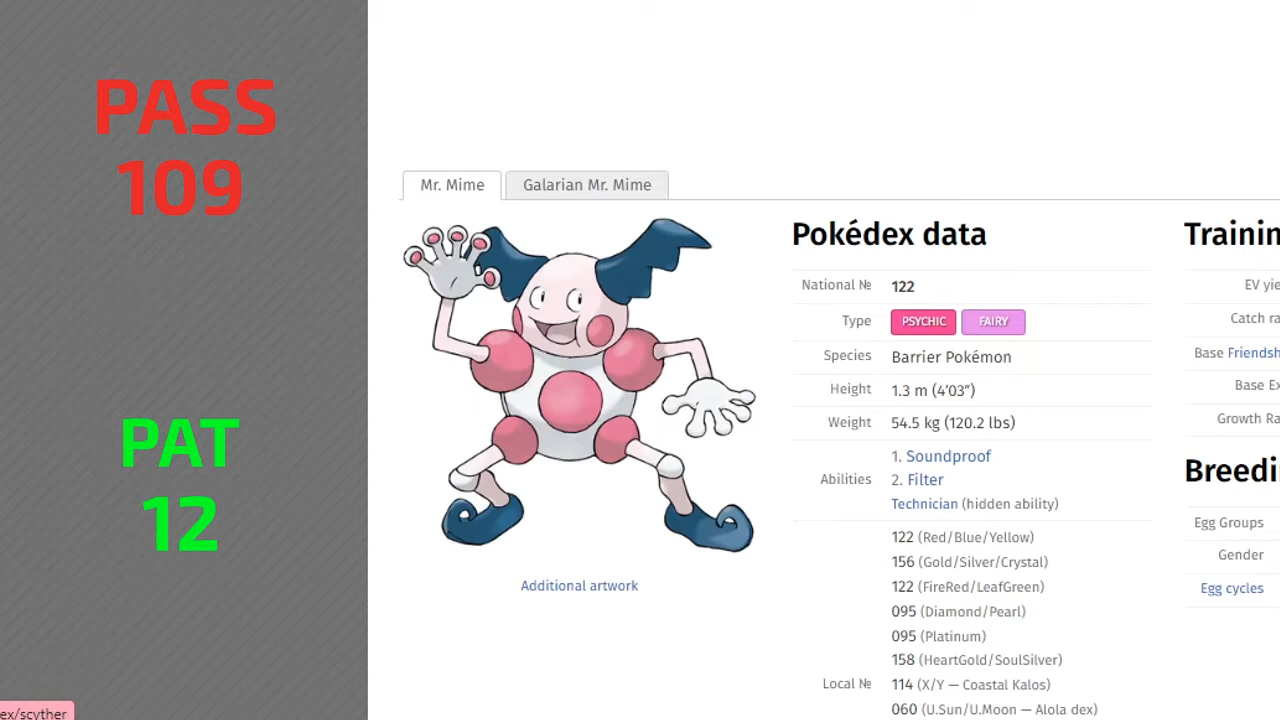 PASS
109
PAT
12
ex/scyther
Mr. Mime
Galarian Mr. Mime
Additional artwork
Pokédex data
National № 122
Type PSYCHIC FAIRY
Species Barrier Pokémon
Height 1.3 m (4′03″)
Weight 54.5 kg (120.2 lbs)
Abilities
1. Soundproof
2. Filter
Technician (hidden ability)
Local №
122 (Red/Blue/Yellow)
156 (Gold/Silver/Crystal)
122 (FireRed/LeafGreen)
095 (Diamond/Pearl)
095 (Platinum)
158 (HeartGold/SoulSilver)
114 (X/Y — Coastal Kalos)
060 (U.Sun/U.Moon — Alola dex)
Trainin
EV yie
Catch ra
Base Friendsh
Base Ex
Growth Ra
Breedi
Egg Groups
Gender
Egg cycles